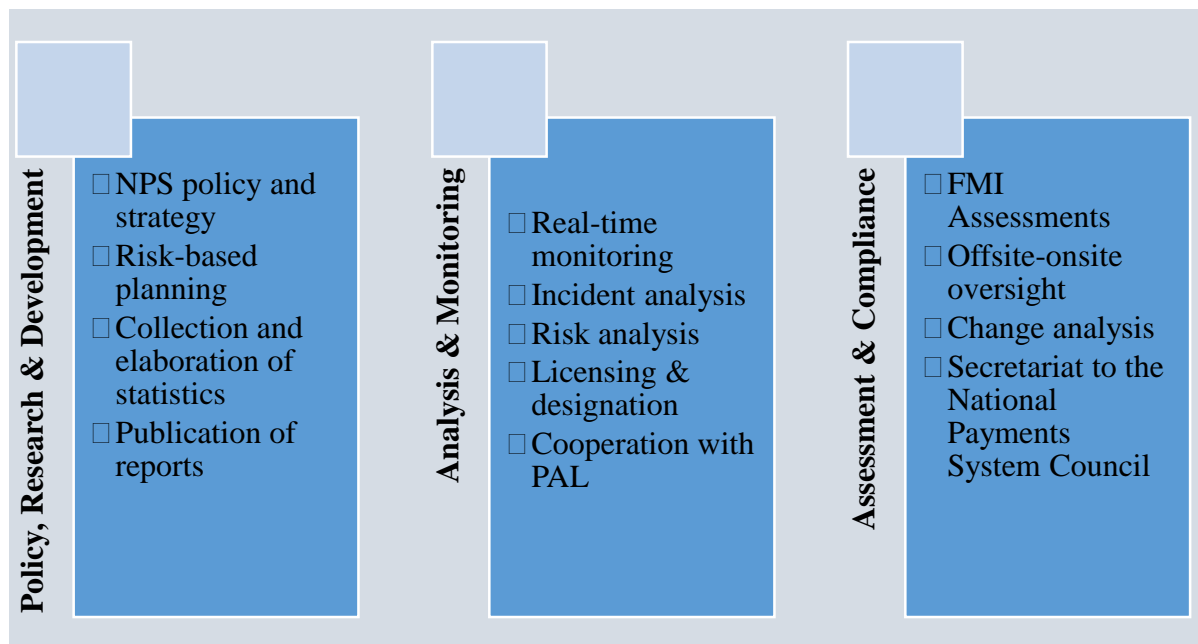 Policy, Research & Development
□NPS policy and
strategy
□Risk-based
planning
□Collection and
elaboration of
statistics
□Publication of
reports
Analysis & Monitoring
□Real-time
monitoring
□Incident analysis
□Risk analysis
□Licensing &
designation
□Cooperation with
PAL
Assessment & Compliance
□FMI
Assessments
□Offsite-onsite
oversight
□Change analysis
□Secretariat to the
National
Payments
System Council